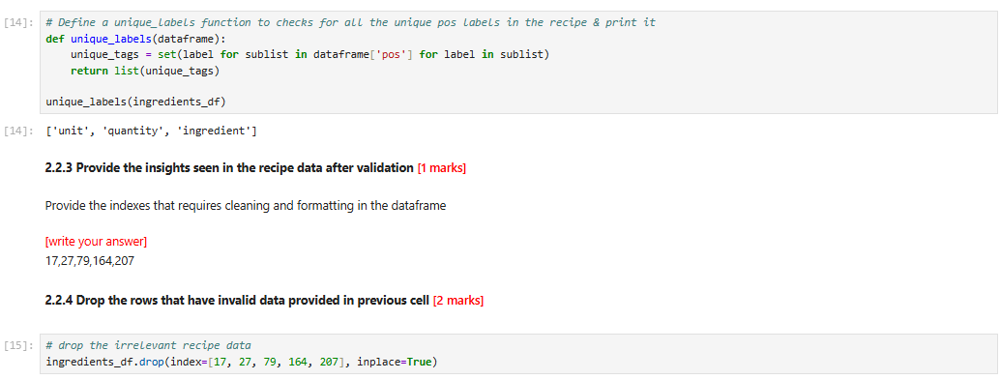 [14]: # Define a unique_labels function to checks for all the unique pos labels in the recipe & print it
def unique_labels(dataframe):
    unique_tags = set(label for sublist in dataframe['pos'] for label in sublist)
    return list(unique_tags)

unique_labels(ingredients_df)
[14]: ['unit', 'quantity', 'ingredient']
2.2.3 Provide the insights seen in the recipe data after validation [1 marks]
Provide the indexes that requires cleaning and formatting in the dataframe
[write your answer]
17,27,79,164,207
2.2.4 Drop the rows that have invalid data provided in previous cell [2 marks]
[15]: # drop the irrelevant recipe data
ingredients_df.drop(index=[17, 27, 79, 164, 207], inplace=True)